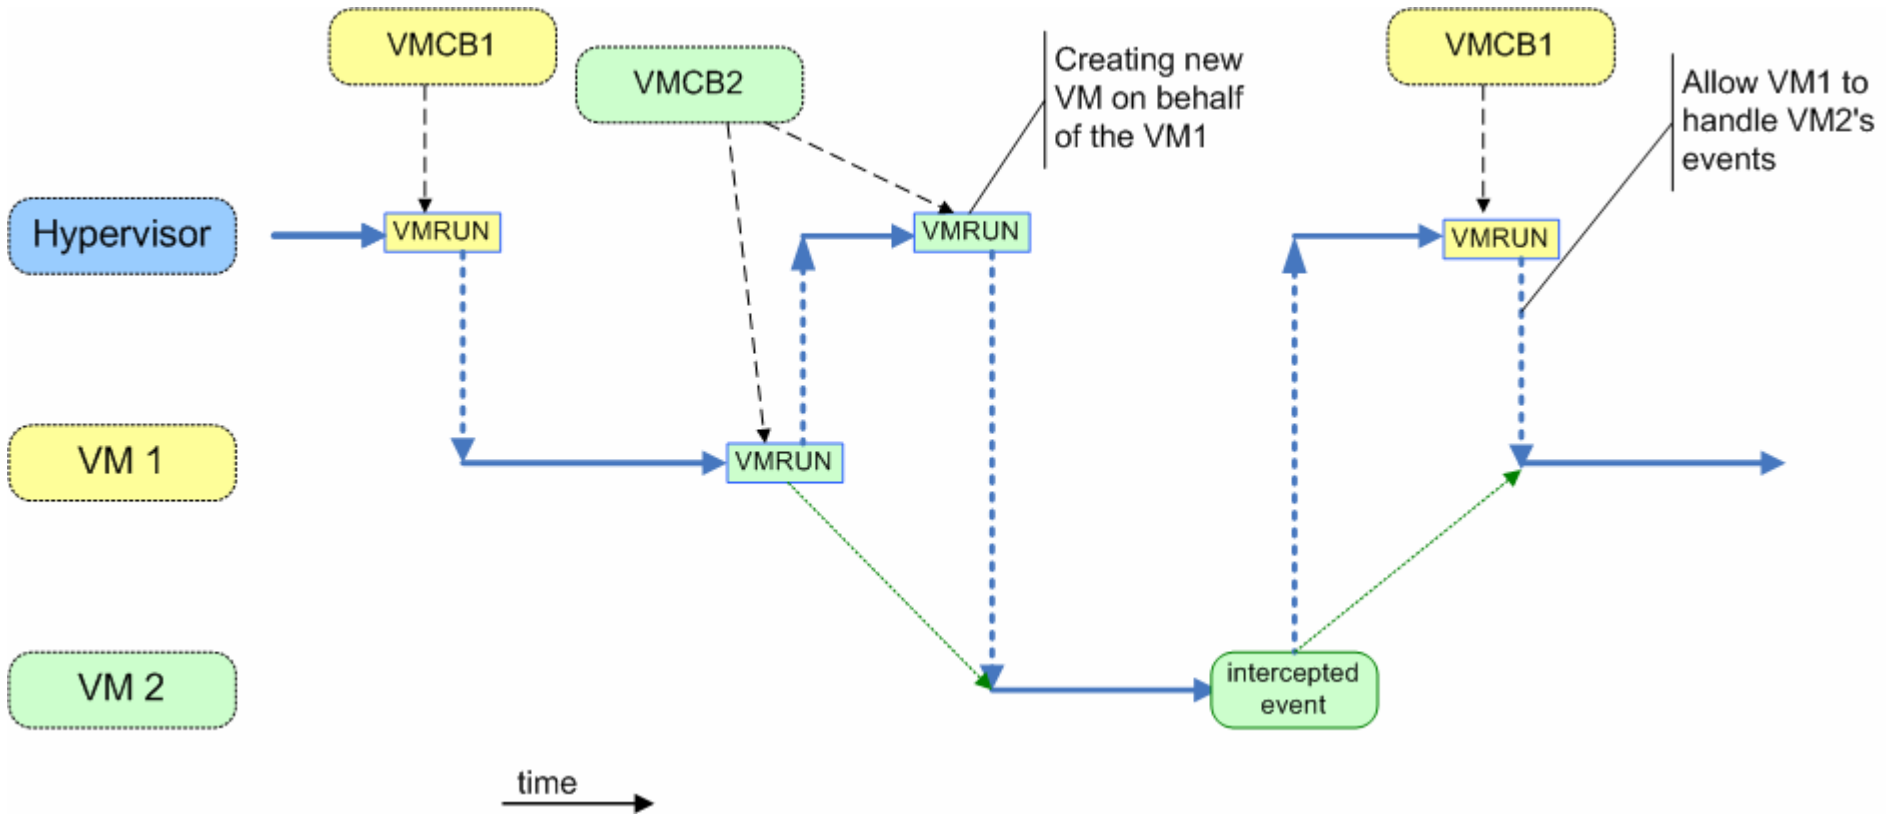 VMCB1
VMCB2
Creating new
VM on behalf
of the VM1
VMCB1
Allow VM1 to
handle VM2's
events
Hypervisor
VMRUN
VMRUN
VMRUN
VM 1
VMRUN
VM 2
intercepted
event
time